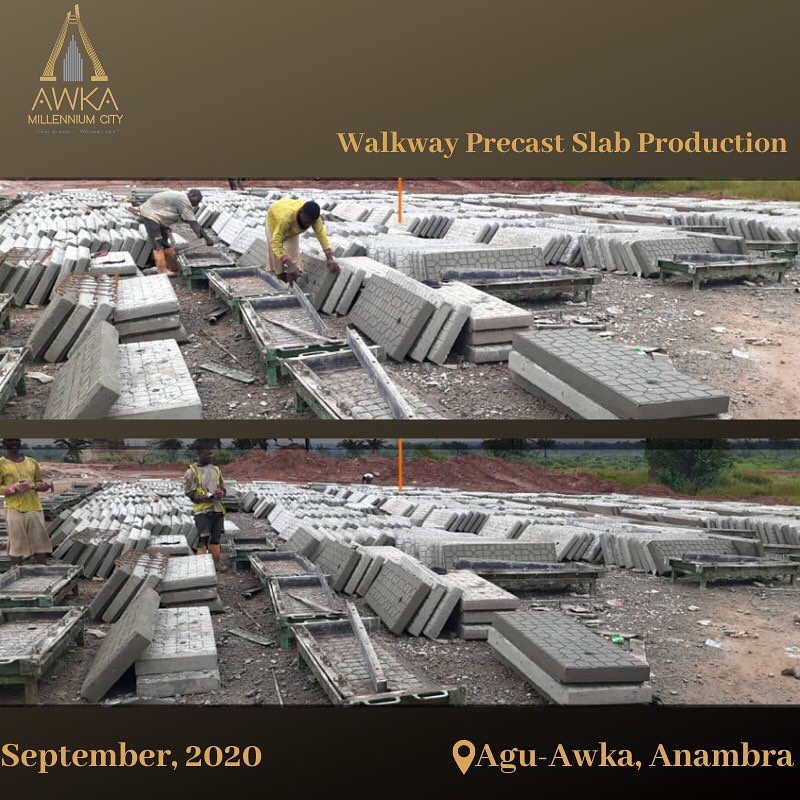 AWKA
MILLENNIUM CITY
Walkway Precast Slab Production
September, 2020
Agu-Awka, Anambra